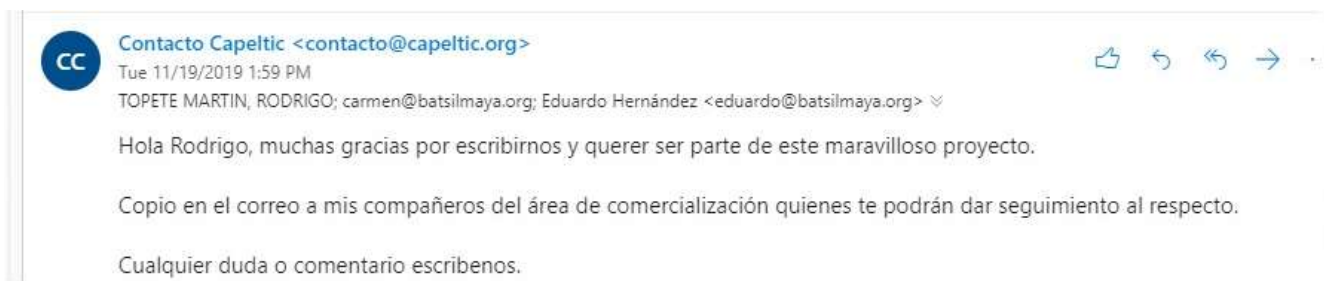 CC
Contacto Capeltic <contacto@capeltic.org>
Tue 11/19/2019 1:59 PM
TOPETE MARTIN, RODRIGO; carmen@batsilmaya.org; Eduardo Hernández <eduardo@batsilmaya.org>
Hola Rodrigo, muchas gracias por escribirnos y querer ser parte de este maravilloso proyecto.
Copio en el correo a mis compañeros del área de comercialización quienes te podrán dar seguimiento al respecto.
Cualquier duda o comentario escribenos.